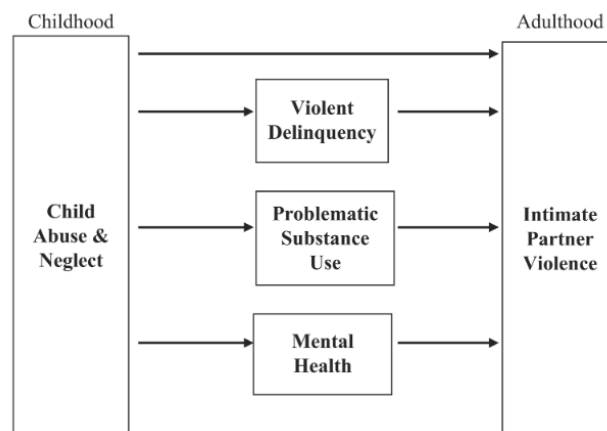 Childhood
Adulthood
Violent
Delinquency
Child
Abuse &
Neglect
Problematic
Substance
Use
Intimate
Partner
Violence
Mental
Health